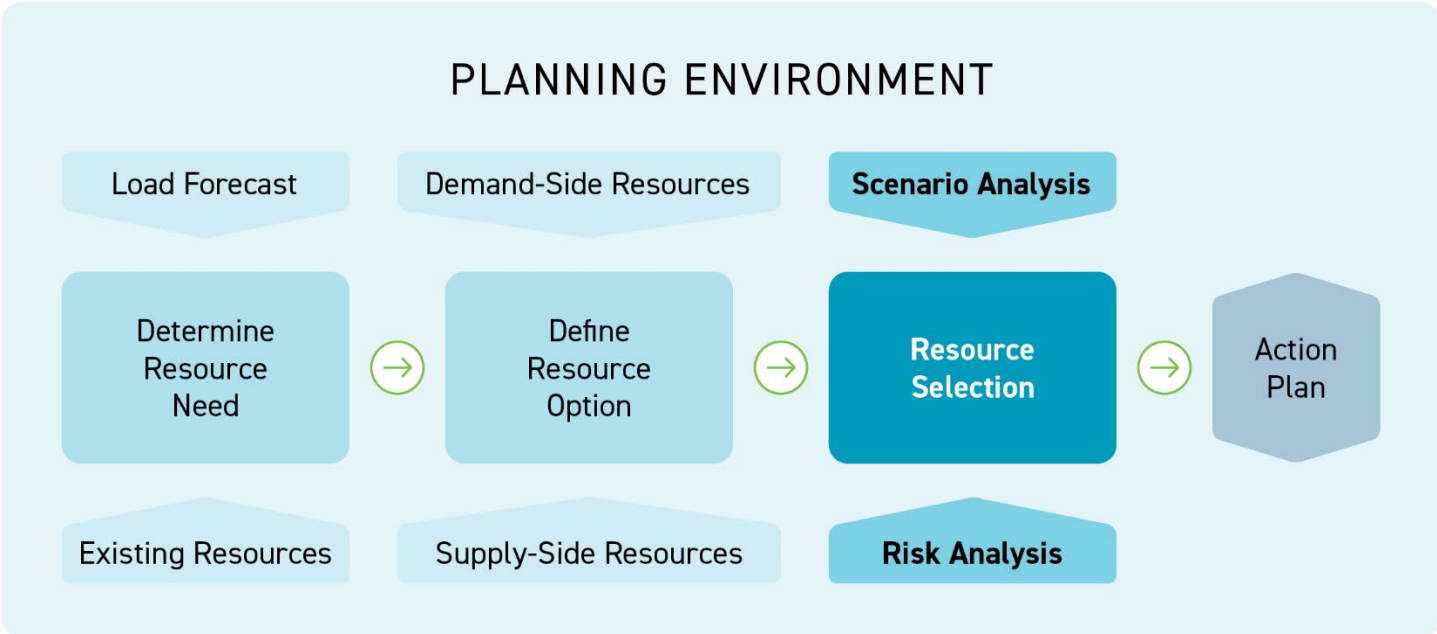 PLANNING ENVIRONMENT
Load Forecast
Demand-Side Resources
Scenario Analysis
Determine
Resource
Need
Define
Resource
Option
Resource
Selection
Action
Plan
Existing Resources
Supply-Side Resources
Risk Analysis